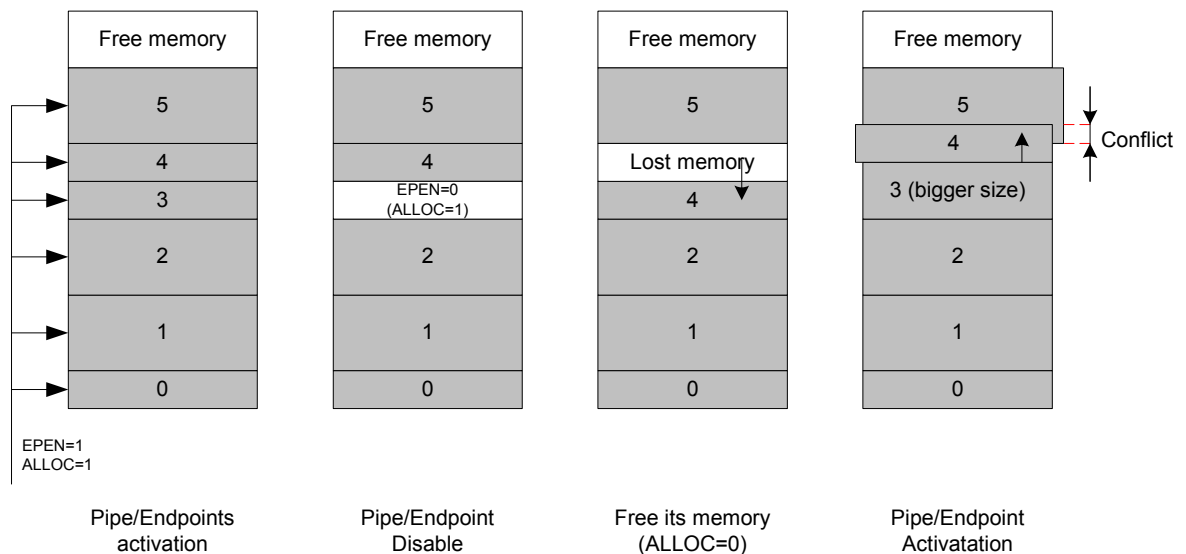 Free memory
5
4
3
2
1
0
EPEN=1
ALLOC=1
Pipe/Endpoints
activation
Free memory
5
4
EPEN=0
(ALLOC=1)
2
1
0
Pipe/Endpoint
Disable
Free memory
5
Lost memory
4
2
1
0
Free its memory
(ALLOC=0)
Free memory
5
4
Conflict
3 (bigger size)
2
1
0
Pipe/Endpoint
Activatation